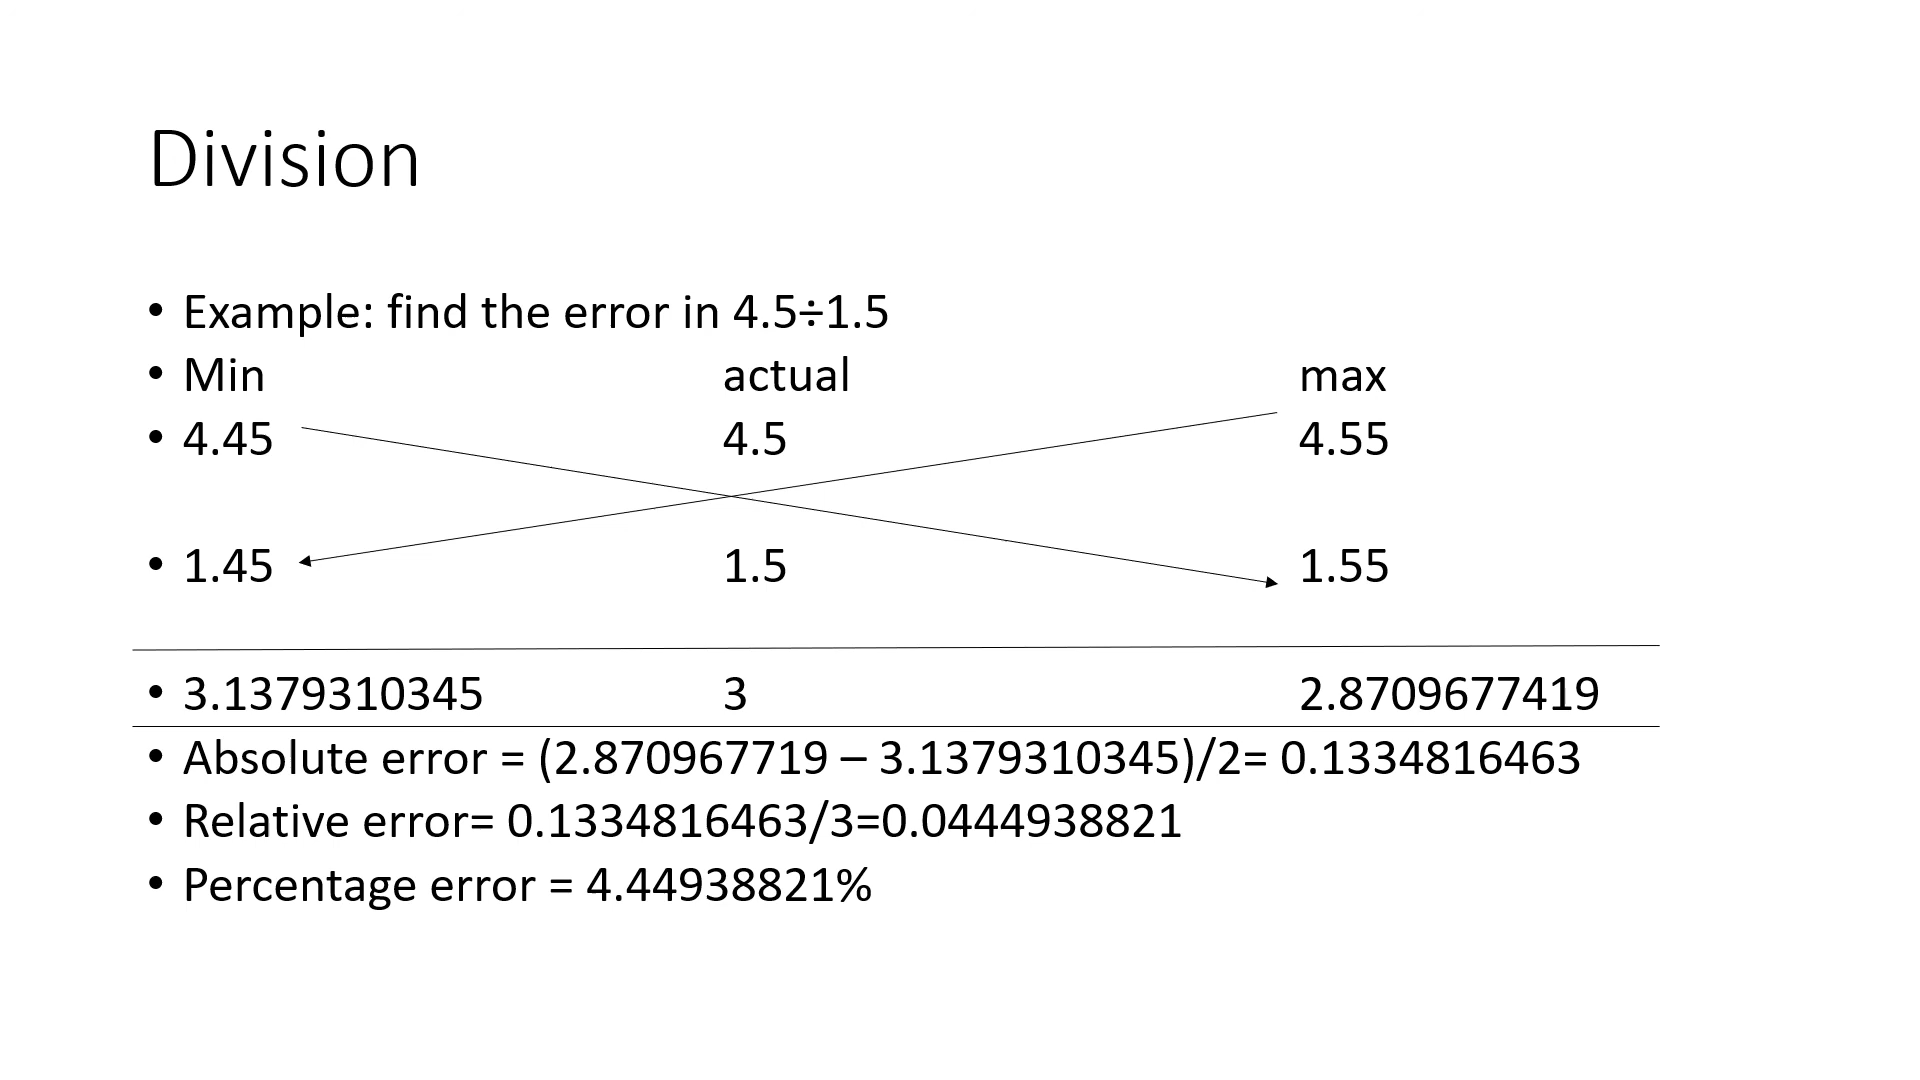 Division
• Example: find the error in 4.5÷1.5
• Min actual max
• 4.45 4.5 4.55
• 1.45 1.5 1.55
• 3.1379310345 3 2.8709677419
• Absolute error = (2.870967719 – 3.1379310345)/2= 0.1334816463
• Relative error= 0.1334816463/3=0.0444938821
• Percentage error = 4.44938821%